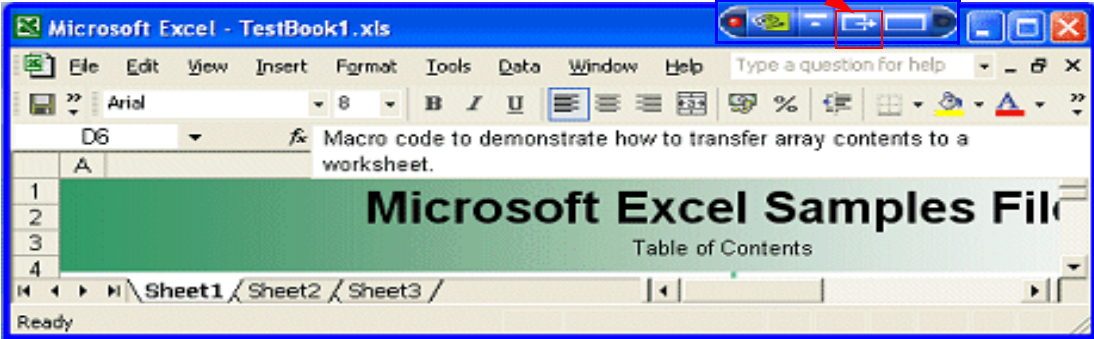 Microsoft Excel - TestBook1.xls
File Edit View Insert Format Tools Data Window Help Type a question for help
Arial 8 B I U %
D6 fx Macro code to demonstrate how to transfer array contents to a
worksheet.
A
1
Microsoft Excel Samples File
2
3 Table of Contents
4
Sheet1 Sheet2 Sheet3
Ready